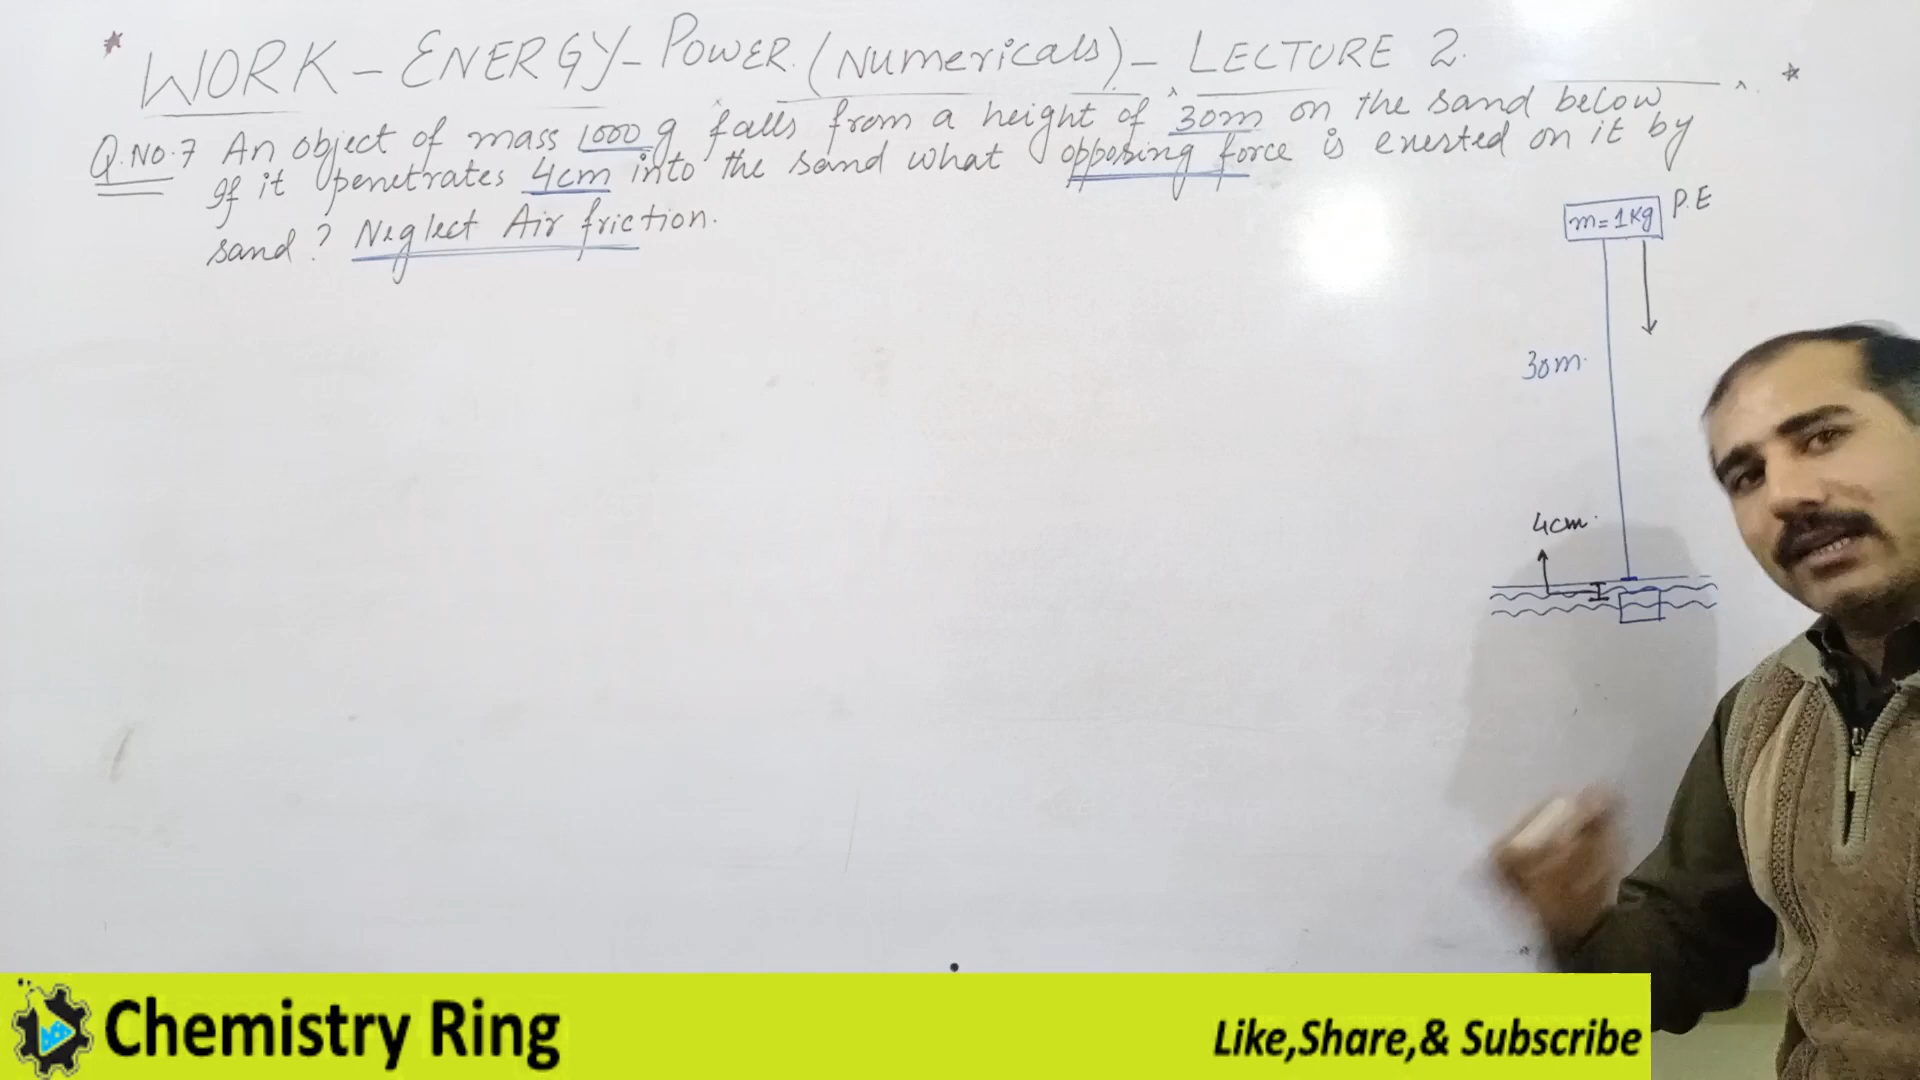 * WORK - ENERGY - POWER. (Numericals) - LECTURE 2. *
Q.No.7 An object of mass 1000 g falls from a height of 30m on the sand below
If it penetrates 4cm into the sand what opposing force is exerted on it by
sand? Neglect Air friction.
m=1Kg P.E
30m.
4cm.
Chemistry Ring
Like,Share,& Subscribe